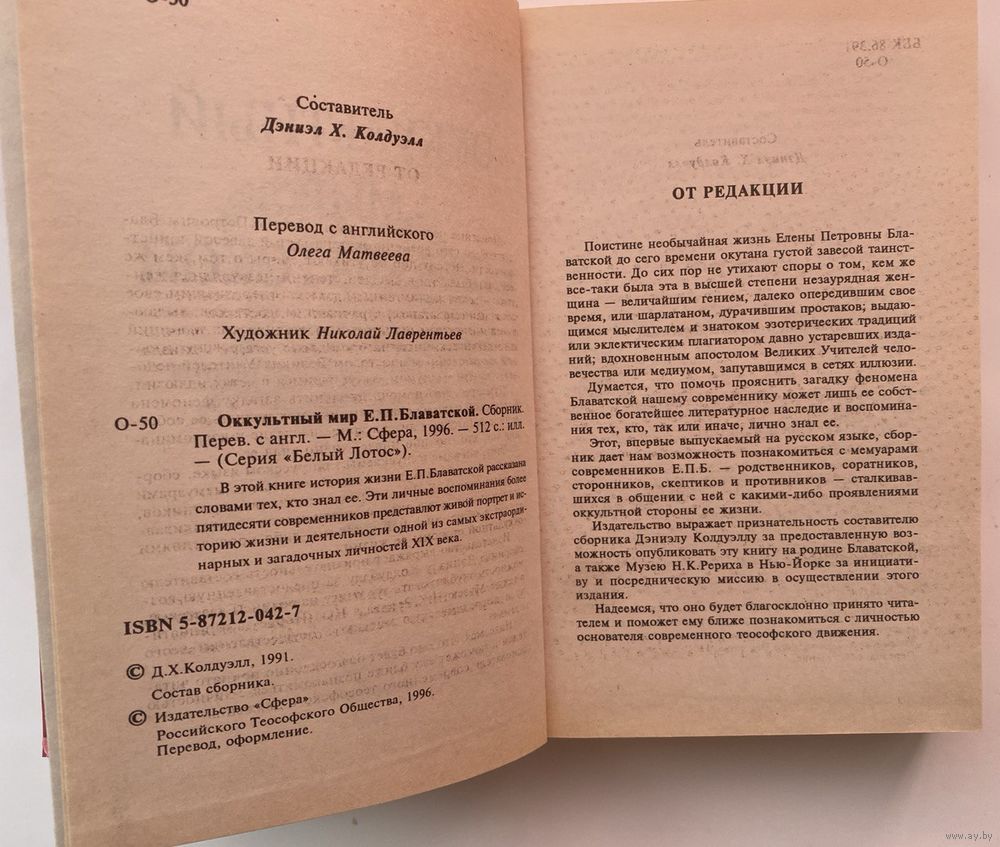 О-50
Составитель
Дэниэл Х. Колдуэлл
Перевод с английского
Олега Матвеева
Художник Николай Лаврентьев
О-50 Оккультный мир Е.П.Блаватской. Сборник.
Перев. с англ. — М.: Сфера, 1996. — 512 с.: илл.
— (Серия «Белый Лотос»).
В этой книге история жизни Е.П.Блаватской рассказана
словами тех, кто знал ее. Эти личные воспоминания более
пятидесяти современников представляют живой портрет и ис-
торию жизни и деятельности одной из самых экстраорди-
нарных и загадочных личностей XIX века.
ISBN 5-87212-042-7
© Д.Х.Колдуэлл, 1991.
Состав сборника.
© Издательство «Сфера»
Российского Теософского Общества, 1996.
Перевод, оформление.
ОТ РЕДАКЦИИ
Поистине необычайная жизнь Елены Петровны Бла-
ватской до сего времени окутана густой завесой таинст-
венности. До сих пор не утихают споры о том, кем же
все-таки была эта в высшей степени незаурядная жен-
щина — величайшим гением, далеко опередившим свое
время, или шарлатаном, дурачившим простаков; выдаю-
щимся мыслителем и знатоком эзотерических традиций
или эклектическим плагиатором давно устаревших изда-
ний; вдохновенным апостолом Великих Учителей чело-
вечества или медиумом, запутавшимся в сетях иллюзии.
Думается, что помочь прояснить загадку феномена
Блаватской нашему современнику может лишь ее собст-
венное богатейшее литературное наследие и воспомина-
ния тех, кто, так или иначе, лично знал ее.
Этот, впервые выпускаемый на русском языке, сбор-
ник дает нам возможность познакомиться с мемуарами
современников Е.П.Б. — родственников, соратников,
сторонников, скептиков и противников — сталкивав-
шихся в общении с ней с какими-либо проявлениями
оккультной стороны ее жизни.
Издательство выражает признательность составителю
сборника Дэниэлу Колдуэллу за предоставленную воз-
можность опубликовать эту книгу на родине Блаватской,
а также Музею Н.К.Рериха в Нью-Йорке за инициати-
ву и посредническую миссию в осуществлении этого
издания.
Надеемся, что оно будет благосклонно принято чита-
телем и поможет ему ближе познакомиться с личностью
основателя современного теософского движения.
www.ay.by